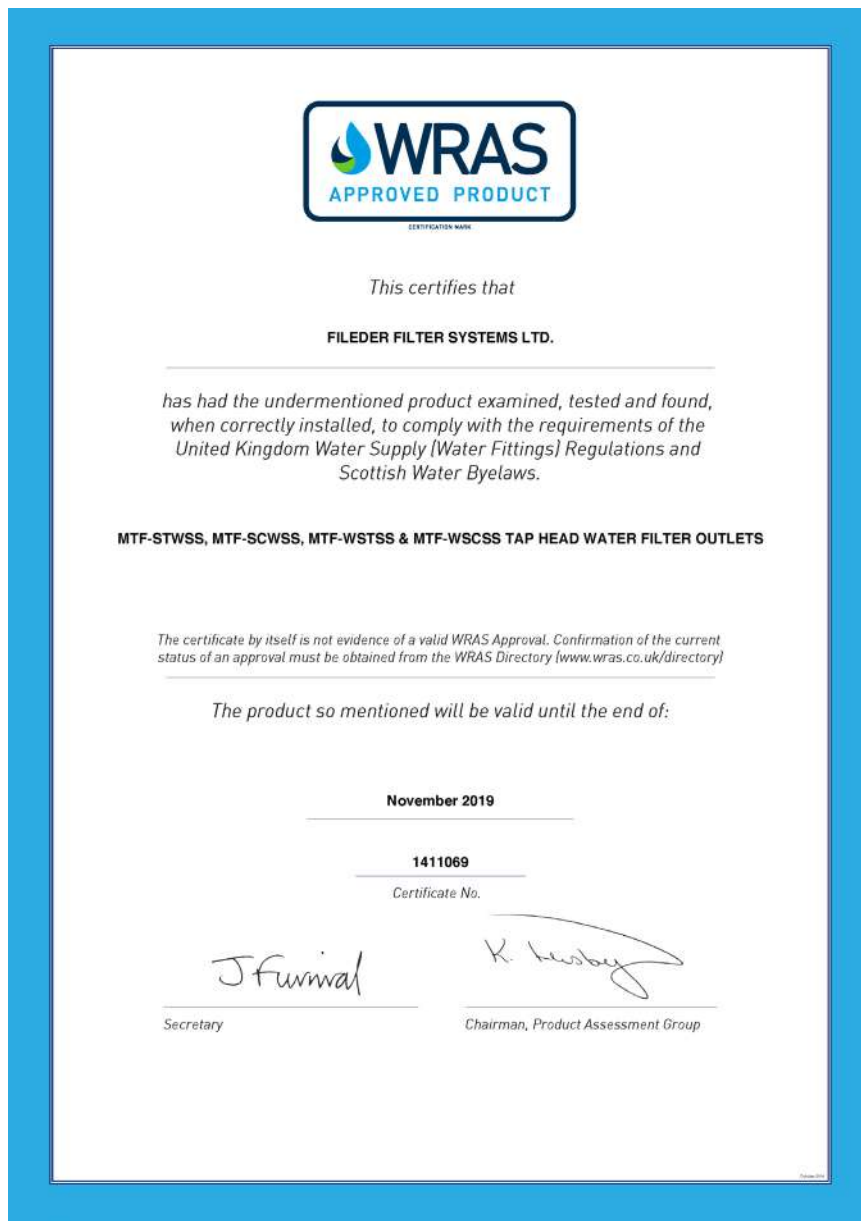 WRAS
APPROVED PRODUCT
CERTIFICATION MARK
This certifies that
FILEDER FILTER SYSTEMS LTD.
has had the undermentioned product examined, tested and found,
when correctly installed, to comply with the requirements of the
United Kingdom Water Supply (Water Fittings) Regulations and
Scottish Water Byelaws.
MTF-STWSS, MTF-SCWSS, MTF-WSTSS & MTF-WSCSS TAP HEAD WATER FILTER OUTLETS
The certificate by itself is not evidence of a valid WRAS Approval. Confirmation of the current
status of an approval must be obtained from the WRAS Directory (www.wras.co.uk/directory)
The product so mentioned will be valid until the end of:
November 2019
1411069
Certificate No.
J Furnival
K.
Secretary
Chairman, Product Assessment Group